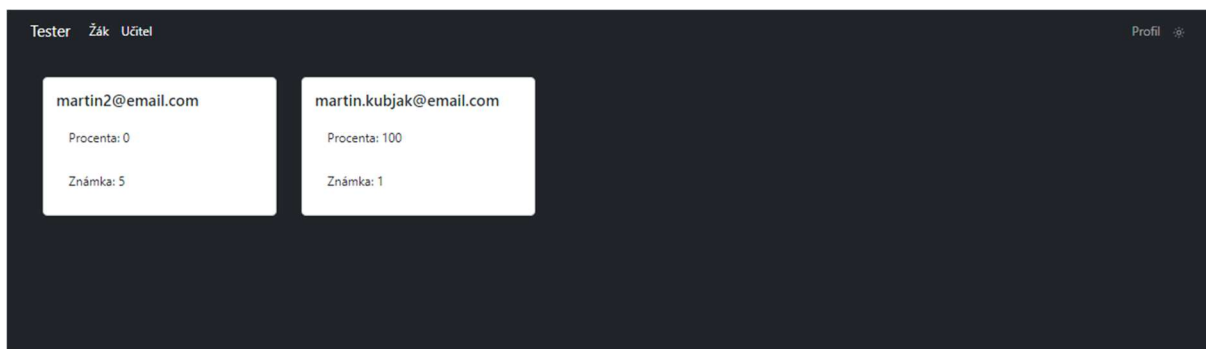 Tester Žák Učitel Profil
martin2@email.com
Procenta: 0
Známka: 5
martin.kubjak@email.com
Procenta: 100
Známka: 1